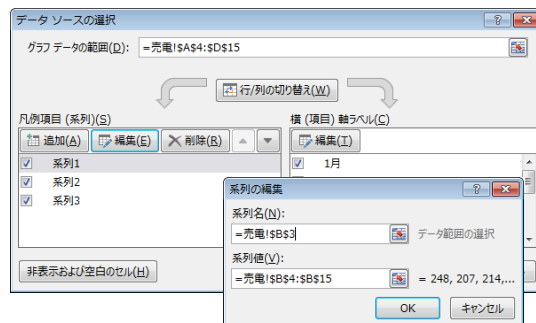 データ ソースの選択
グラフ データの範囲(D): =売電!$A$4:$D$15
行/列の切り替え(W)
凡例項目 (系列)(S) 横 (項目) 軸ラベル(C)
追加(A) 編集(E) 削除(R) 編集(T)
系列1 1月
系列2
系列3
系列の編集
系列名(N):
=売電!$B$3 データ範囲の選択
系列値(V):
=売電!$B$4:$B$15 = 248, 207, 214,...
非表示および空白のセル(H)
OK キャンセル